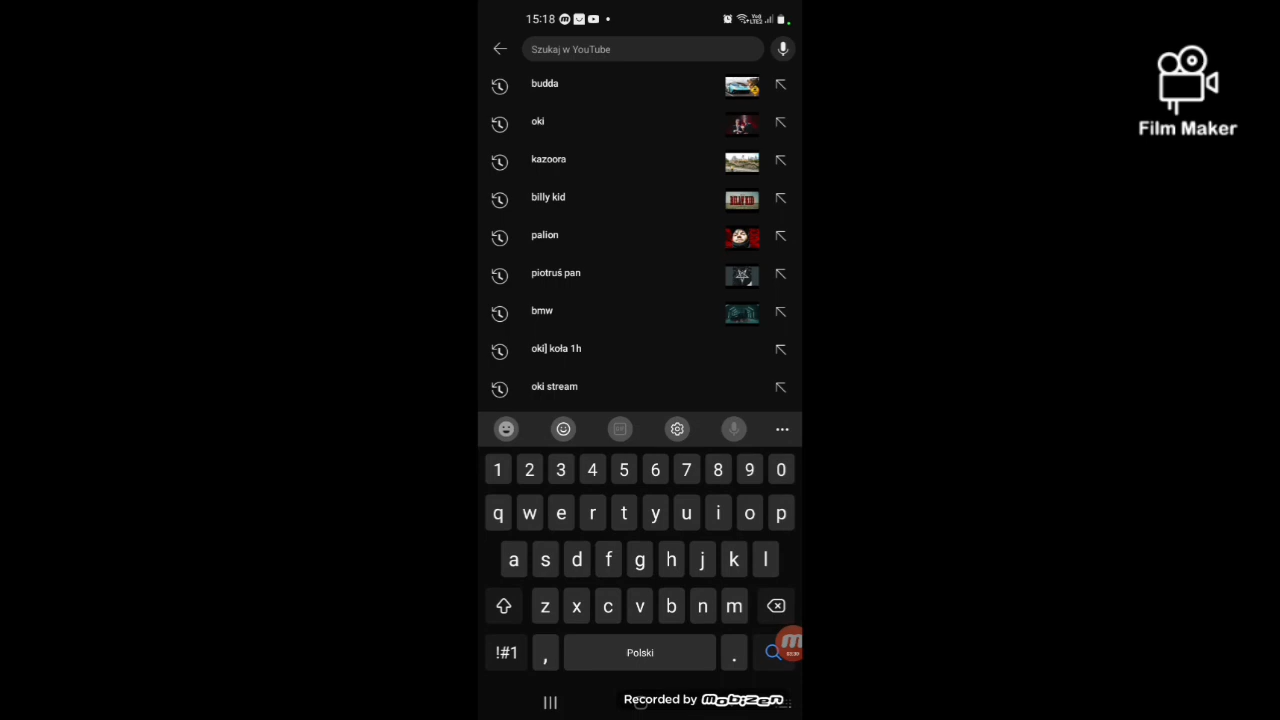 15:18
Szukaj w YouTube
budda
oki
kazoora
billy kid
palion
piotruś pan
bmw
oki] koła 1h
oki stream
1 2 3 4 5 6 7 8 9 0
q w e r t y u i o p
a s d f g h j k l
z x c v b n m
!#1 , Polski .
Recorded by mobizen
Film Maker